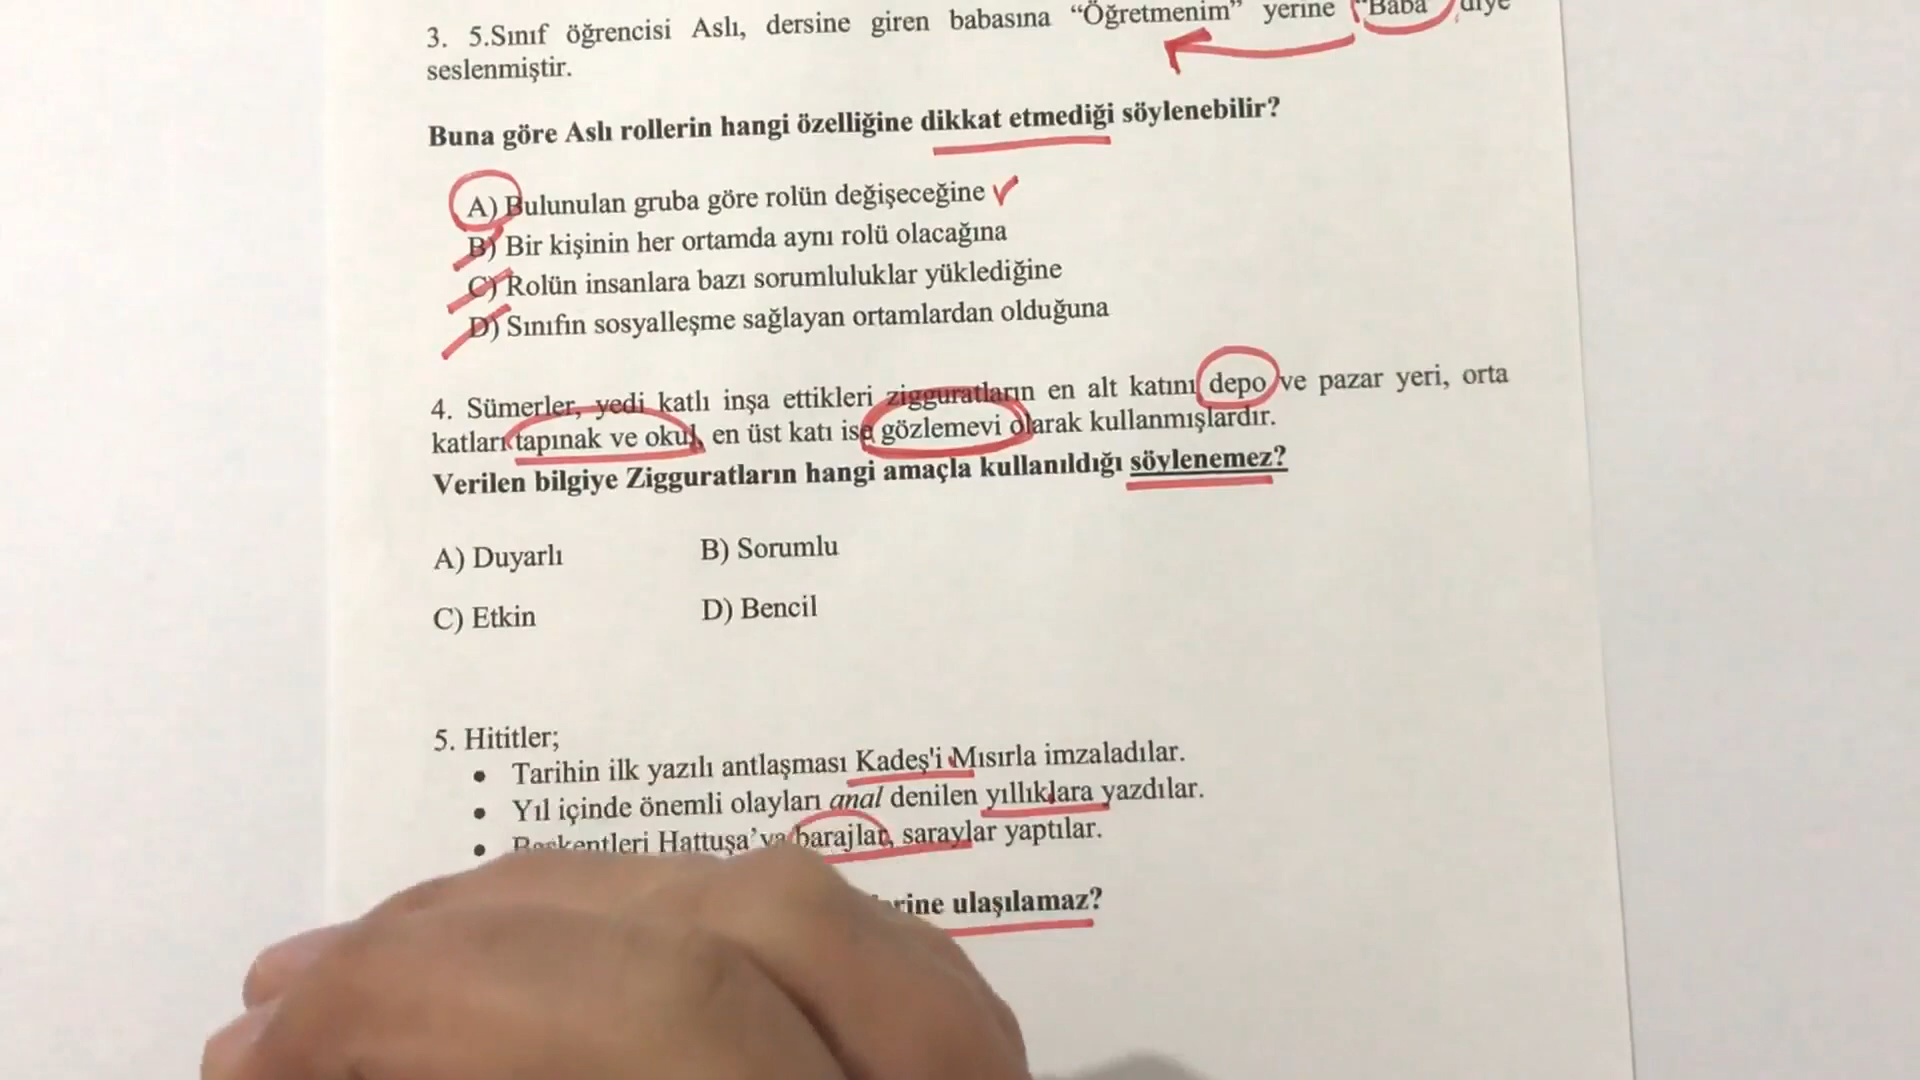 3. 5.Sınıf öğrencisi Aslı, dersine giren babasına “Öğretmenim” yerine “Baba” diye
seslenmiştir.
Buna göre Aslı rollerin hangi özelliğine dikkat etmediği söylenebilir?
A) Bulunulan gruba göre rolün değişeceğine
B) Bir kişinin her ortamda aynı rolü olacağına
C) Rolün insanlara bazı sorumluluklar yüklediğine
D) Sınıfın sosyalleşme sağlayan ortamlardan olduğuna
4. Sümerler, yedi katlı inşa ettikleri zigguratların en alt katını depo ve pazar yeri, orta
katları tapınak ve okul, en üst katı ise gözlemevi olarak kullanmışlardır.
Verilen bilgiye Zigguratların hangi amaçla kullanıldığı söylenemez?
A) Duyarlı B) Sorumlu
C) Etkin D) Bencil
5. Hititler;
• Tarihin ilk yazılı antlaşması Kadeş'i Mısırla imzaladılar.
• Yıl içinde önemli olayları anal denilen yıllıklara yazdılar.
• Başkentleri Hattuşa’ya barajlar, saraylar yaptılar.
ulaşılamaz?